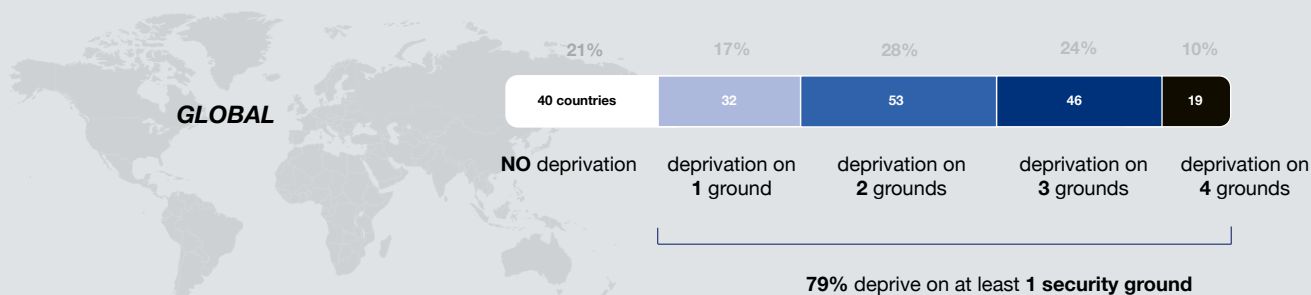 21% 17% 28% 24% 10%
GLOBAL
40 countries 32 53 46 19
NO deprivation
deprivation on
1 ground
deprivation on
2 grounds
deprivation on
3 grounds
deprivation on
4 grounds
79% deprive on at least 1 security ground